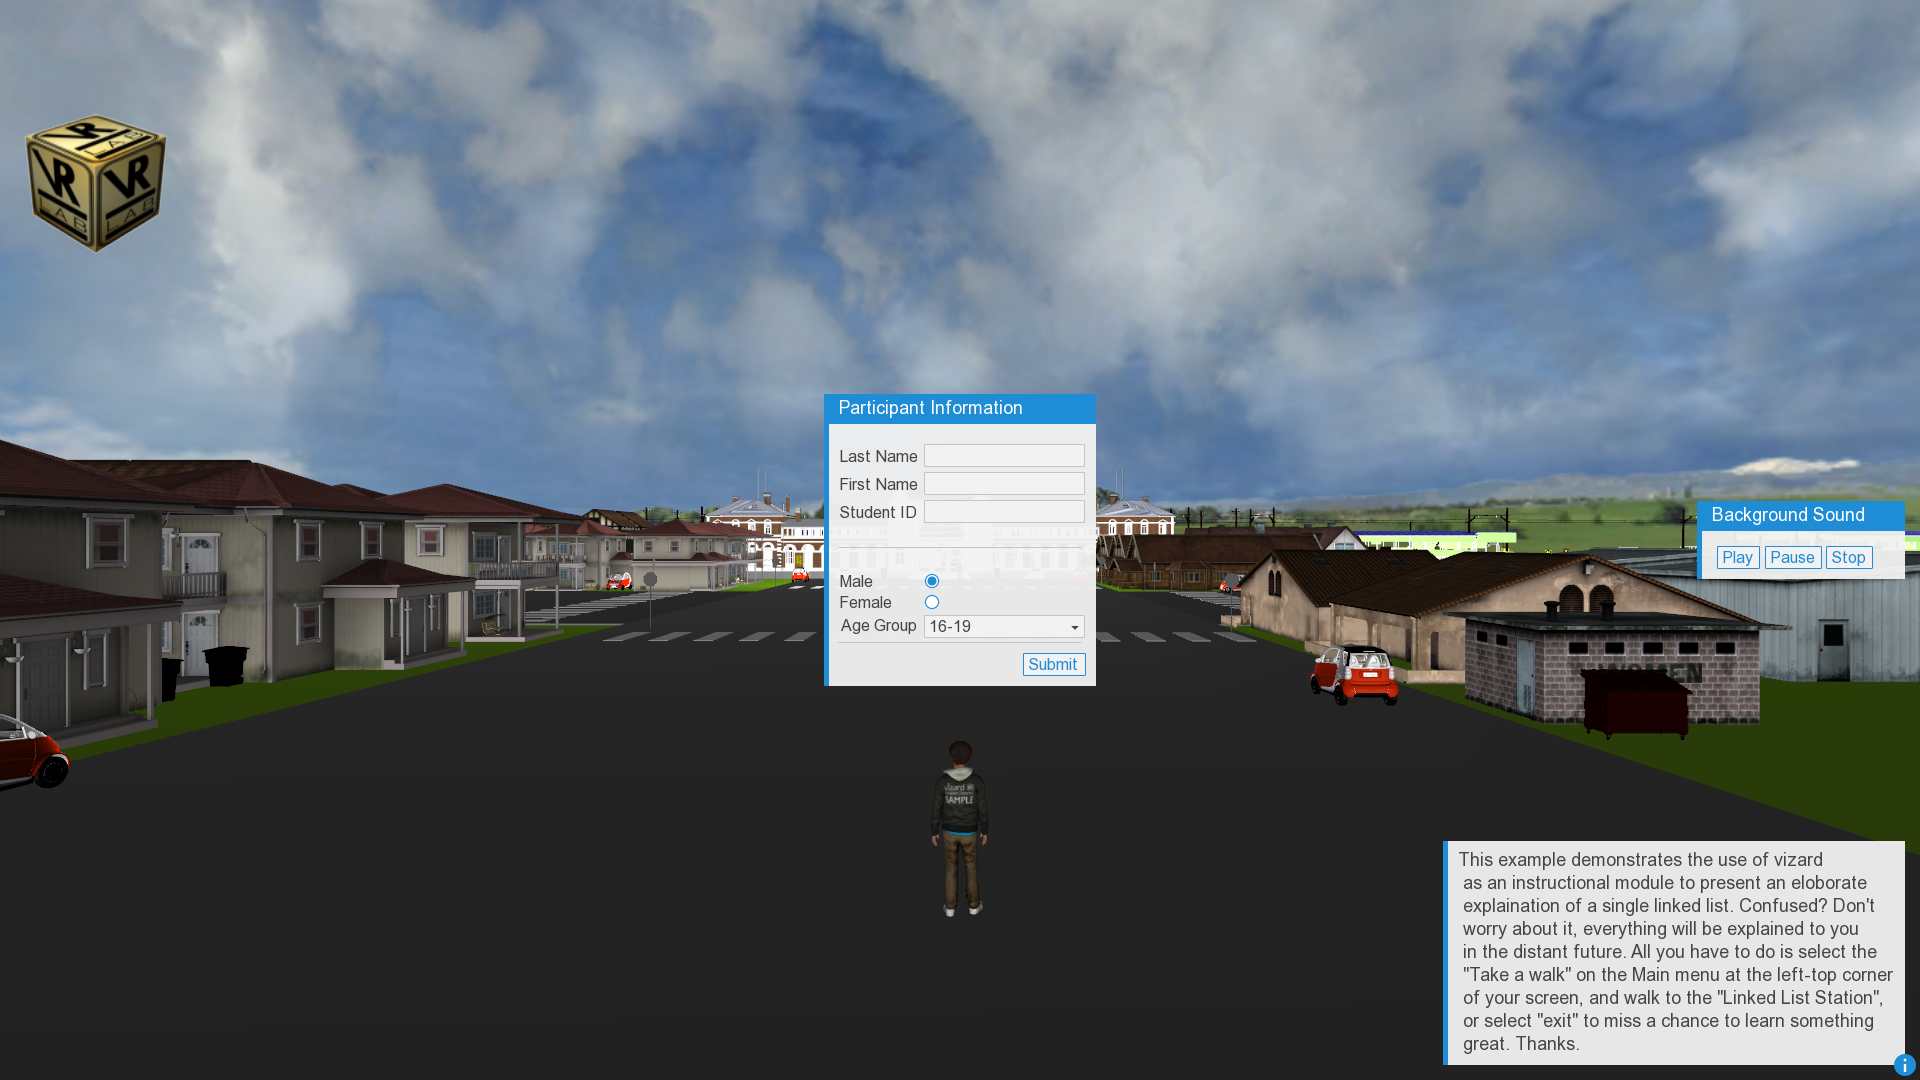 VR
LAB
VR
LAB
VR
LAB
Participant Information
Last Name
First Name
Student ID
Male
Female
Age Group 16-19
Submit
Background Sound
Play Pause Stop
SAMPLE
This example demonstrates the use of vizard
as an instructional module to present an eloborate
explaination of a single linked list. Confused? Don't
worry about it, everything will be explained to you
in the distant future. All you have to do is select the
"Take a walk" on the Main menu at the left-top corner
of your screen, and walk to the "Linked List Station",
or select "exit" to miss a chance to learn something
great. Thanks.
i